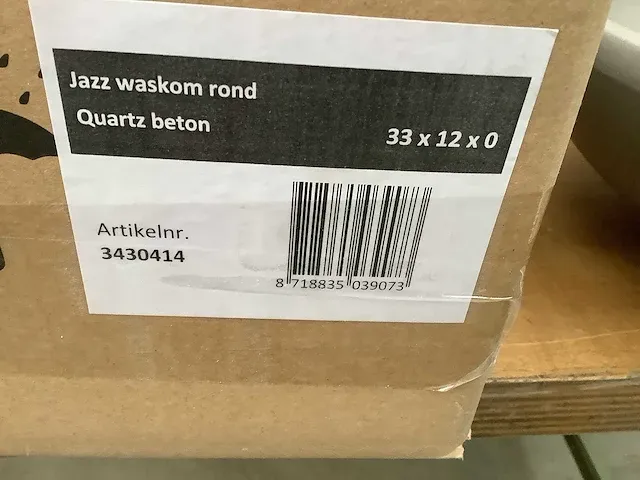 Jazz waskom rond
Quartz beton
33 x 12 x 0
Artikelnr.
3430414
8 718835 039073